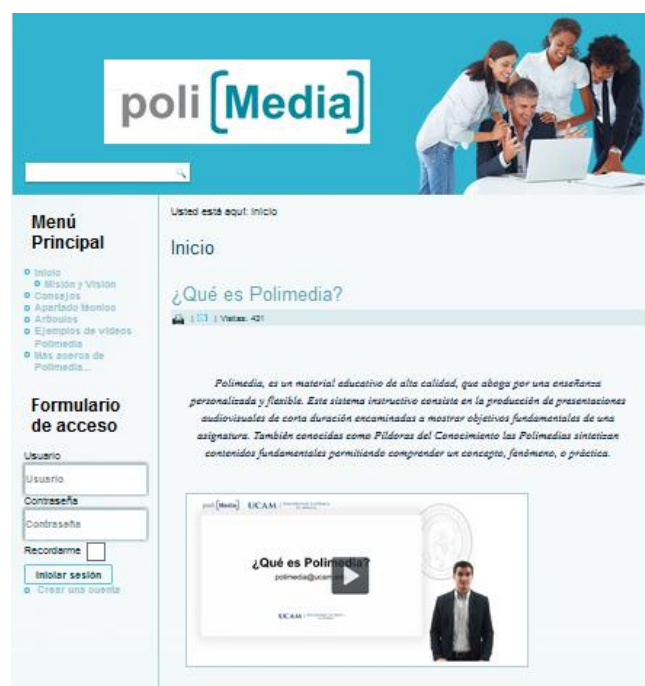 poli[Media]
Usted está aquí: Inicio
Menú
Principal
Inicio
Misión y Visión
Consejos
Apartado técnico
Artículos
Ejemplos de vídeos
Polimedia
Más acerca de
Polimedia...
Formulario
de acceso
Usuario
Usuario
Contraseña
Contraseña
Recordarme
Iniciar sesión
Crear una cuenta
Inicio
¿Qué es Polimedia?
| | Visitas: 431
Polimedia, es un material educativo de alta calidad, que aboga por una enseñanza
personalizada y flexible. Este sistema instructivo consiste en la producción de presentaciones
audiovisuales de corta duración encaminadas a mostrar objetivos fundamentales de una
asignatura. También conocidas como Píldoras del Conocimiento las Polimedias sintetizan
contenidos fundamentales permitiendo comprender un concepto, fenómeno, o práctica.
poli[Media] UCAM
¿Qué es Polimedia?
polimedia@ucam
UCAM